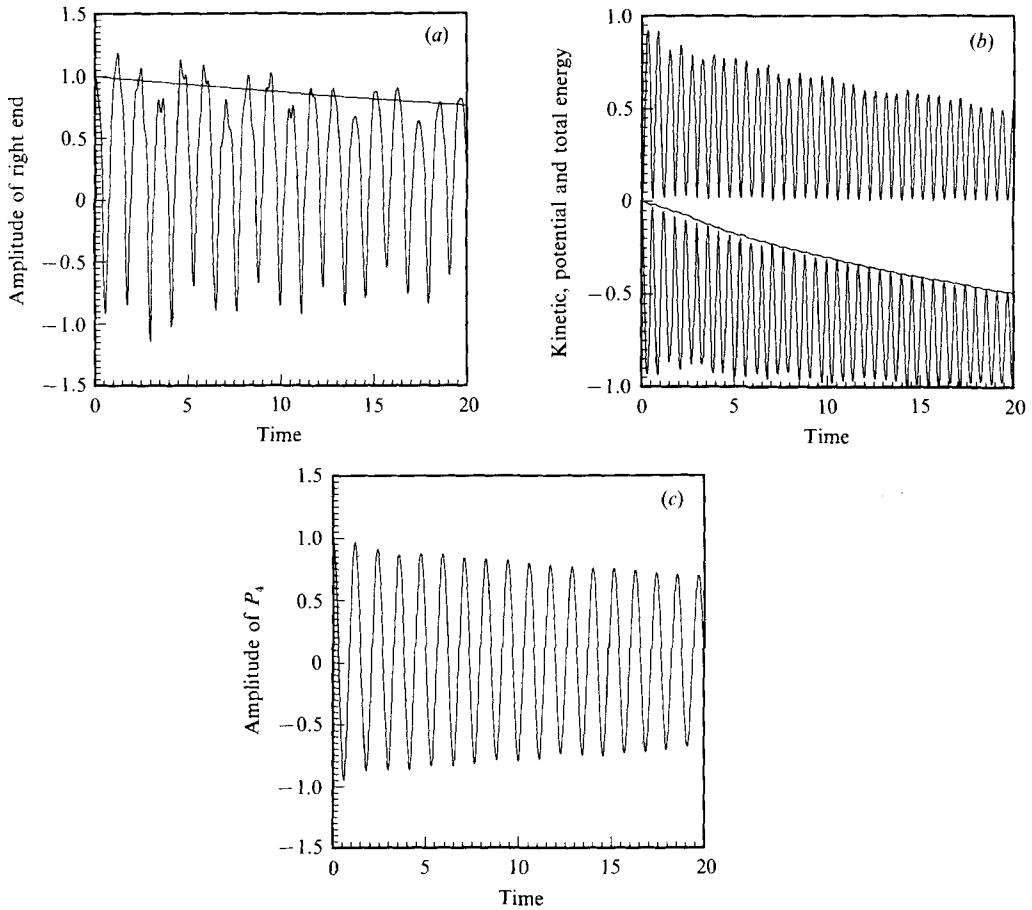 (a)
1.5
1.0
0.5
0
−0.5
−1.0
−1.5
Amplitude of right end
0 5 10 15 20
Time
(b)
1.0
0.5
0
−0.5
−1.0
Kinetic, potential and total energy
0 5 10 15 20
Time
(c)
1.5
1.0
0.5
0
−0.5
−1.0
−1.5
Amplitude of P₄
0 5 10 15 20
Time